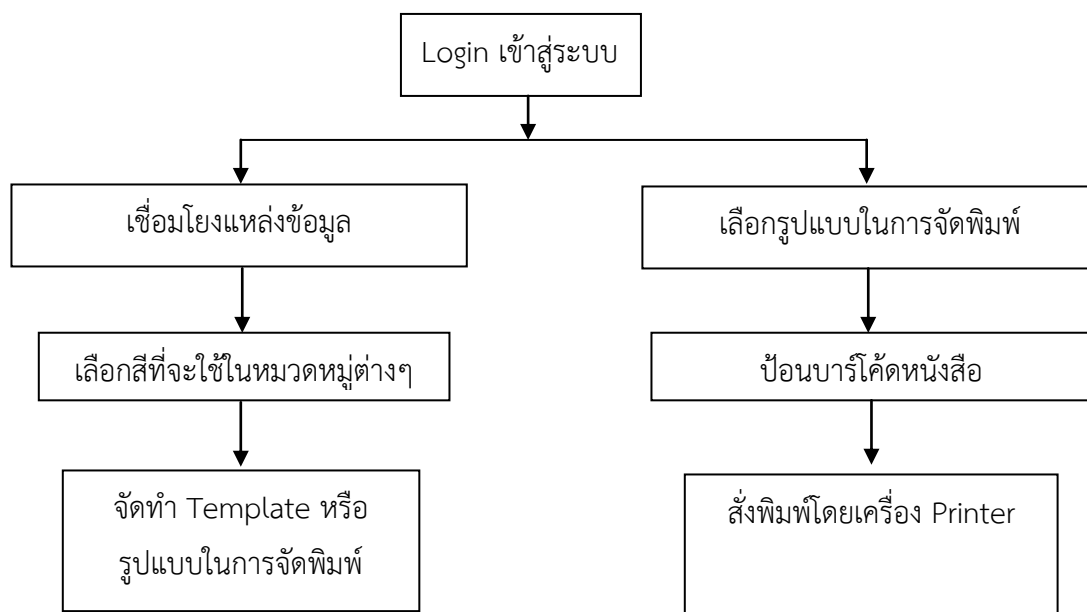 Login เข้าสู่ระบบ
เชื่อมโยงแหล่งข้อมูล
เลือกรูปแบบในการจัดพิมพ์
เลือกสีที่จะใช้ในหมวดหมู่ต่างๆ
ป้อนบาร์โค้ดหนังสือ
จัดทำ Template หรือ
รูปแบบในการจัดพิมพ์
สั่งพิมพ์โดยเครื่อง Printer